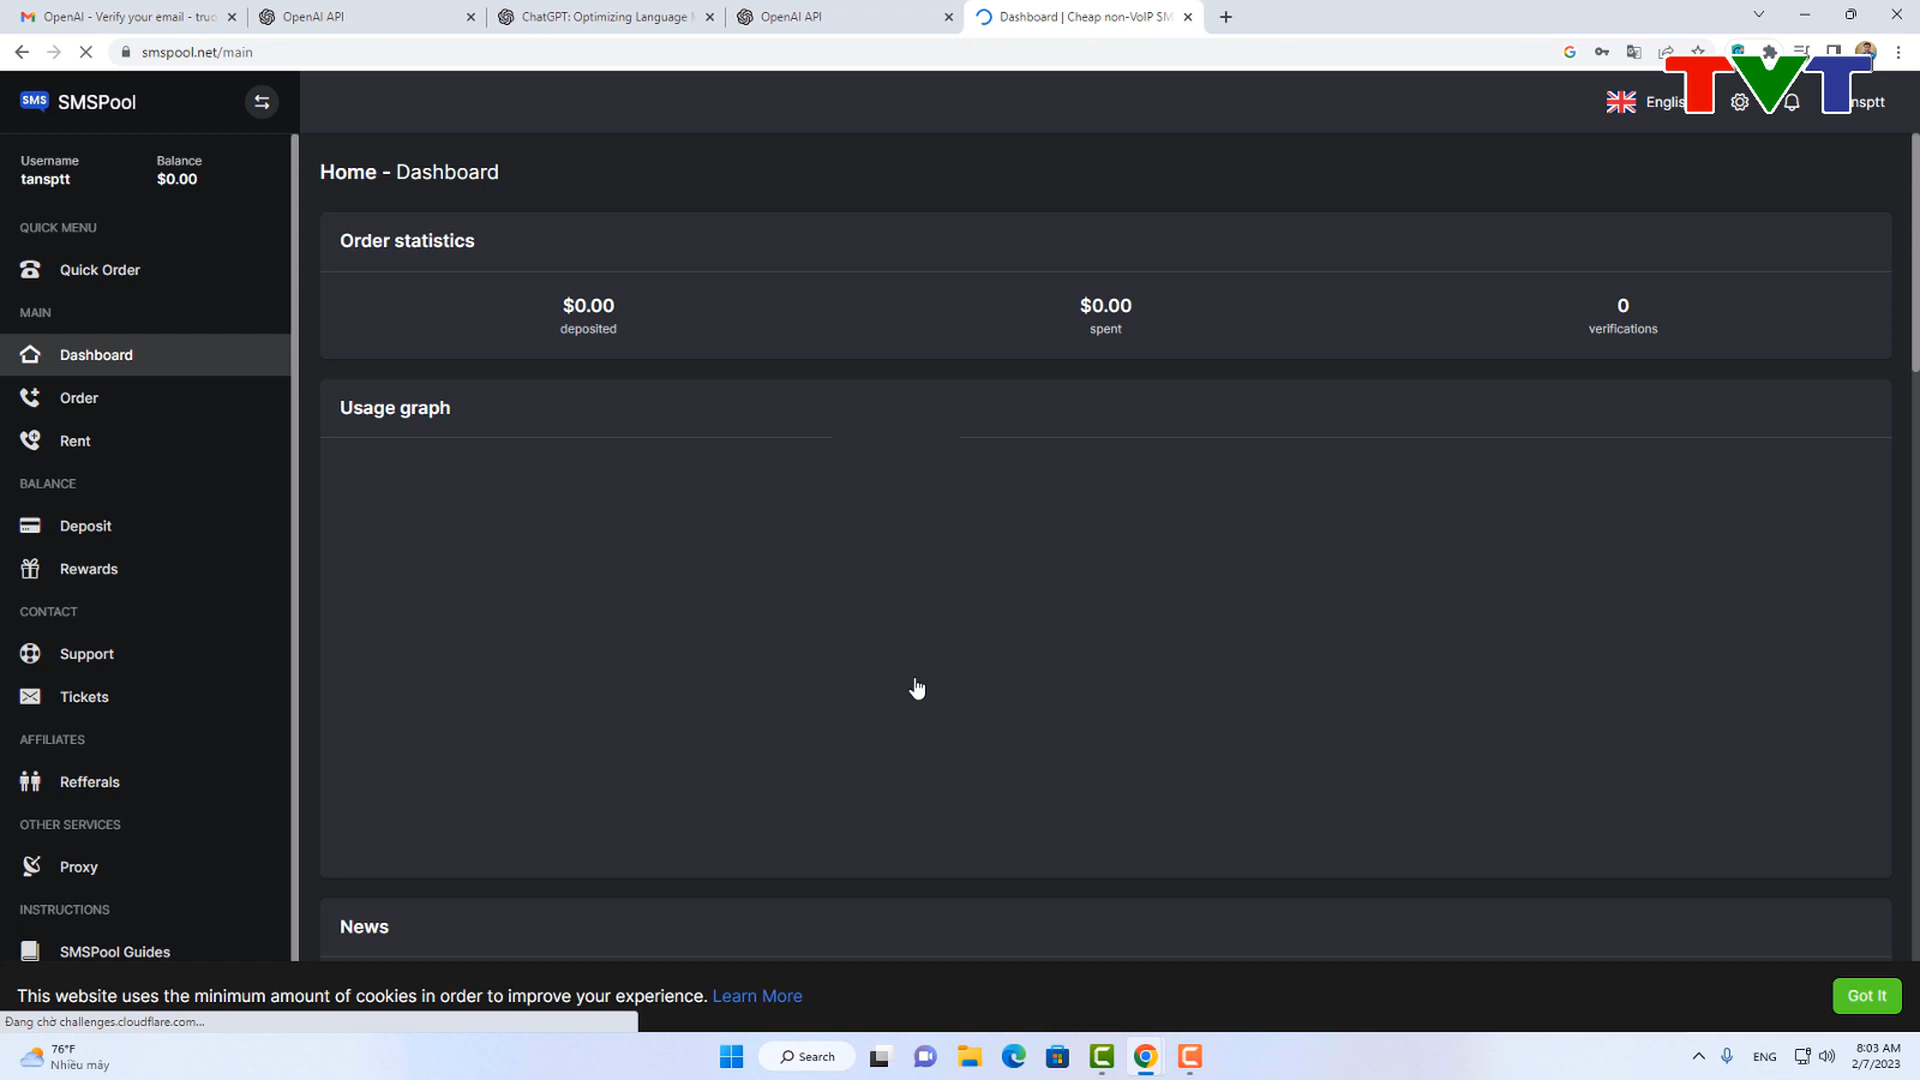 OpenAI - Verify your email - truo
OpenAI API
ChatGPT: Optimizing Language
OpenAI API
Dashboard | Cheap non-VoIP SM
smspool.net/main
TVT
SMS SMSPool
Englis
nsptt
Username Balance
tansptt $0.00
QUICK MENU
Quick Order
MAIN
Dashboard
Order
Rent
BALANCE
Deposit
Rewards
CONTACT
Support
Tickets
AFFILIATES
Refferals
OTHER SERVICES
Proxy
INSTRUCTIONS
SMSPool Guides
Home - Dashboard
Order statistics
$0.00 $0.00 0
deposited spent verifications
Usage graph
News
This website uses the minimum amount of cookies in order to improve your experience. Learn More
Got It
Đang chờ challenges.cloudflare.com...
76°F
Nhiều mây
Search
ENG
8:03 AM
2/7/2023